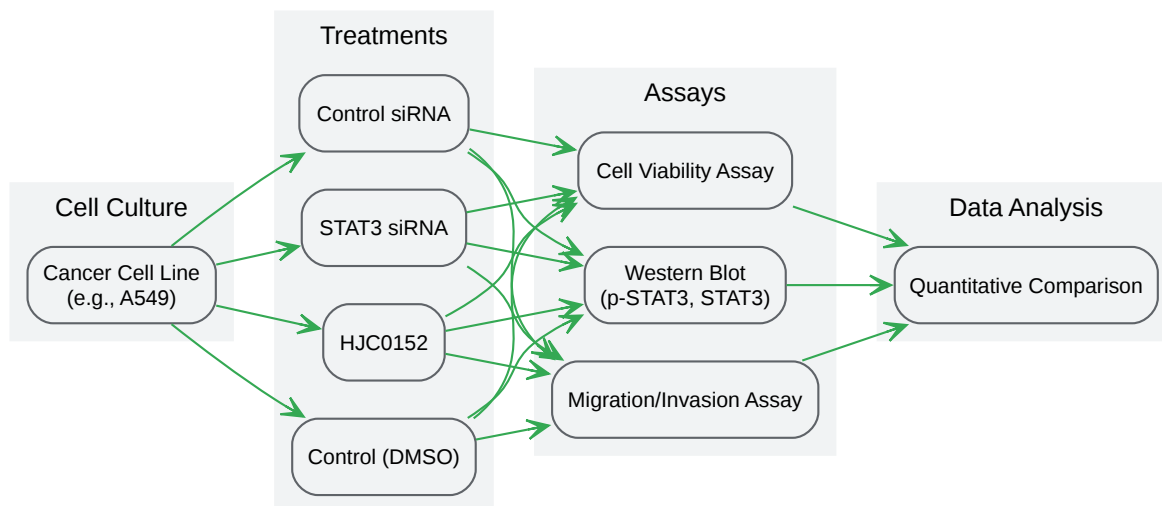 Cell Culture
Cancer Cell Line
(e.g., A549)
Treatments
Control siRNA
STAT3 siRNA
HJC0152
Control (DMSO)
Assays
Cell Viability Assay
Western Blot
(p-STAT3, STAT3)
Migration/Invasion Assay
Data Analysis
Quantitative Comparison